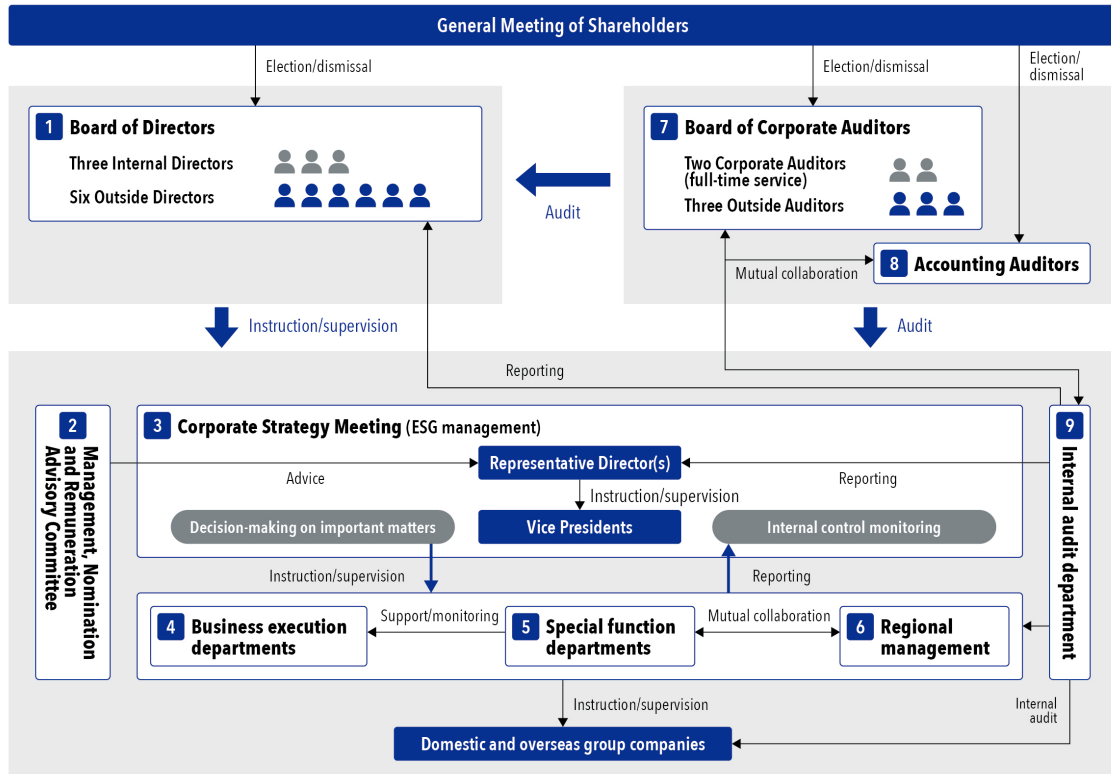 General Meeting of Shareholders
Election/dismissal
Election/dismissal
Election/
dismissal
1 Board of Directors
Three Internal Directors
Six Outside Directors
Audit
7 Board of Corporate Auditors
Two Corporate Auditors
(full-time service)
Three Outside Auditors
Mutual collaboration
8 Accounting Auditors
Instruction/supervision
Audit
Reporting
2 Management, Nomination
and Remuneration
Advisory Committee
3 Corporate Strategy Meeting (ESG management)
Representative Director(s)
Advice
Reporting
Instruction/supervision
Decision-making on important matters
Vice Presidents
Internal control monitoring
9 Internal audit department
Instruction/supervision
Reporting
4 Business execution
departments
Support/monitoring
5 Special function
departments
Mutual collaboration
6 Regional
management
Instruction/supervision
Internal
audit
Domestic and overseas group companies